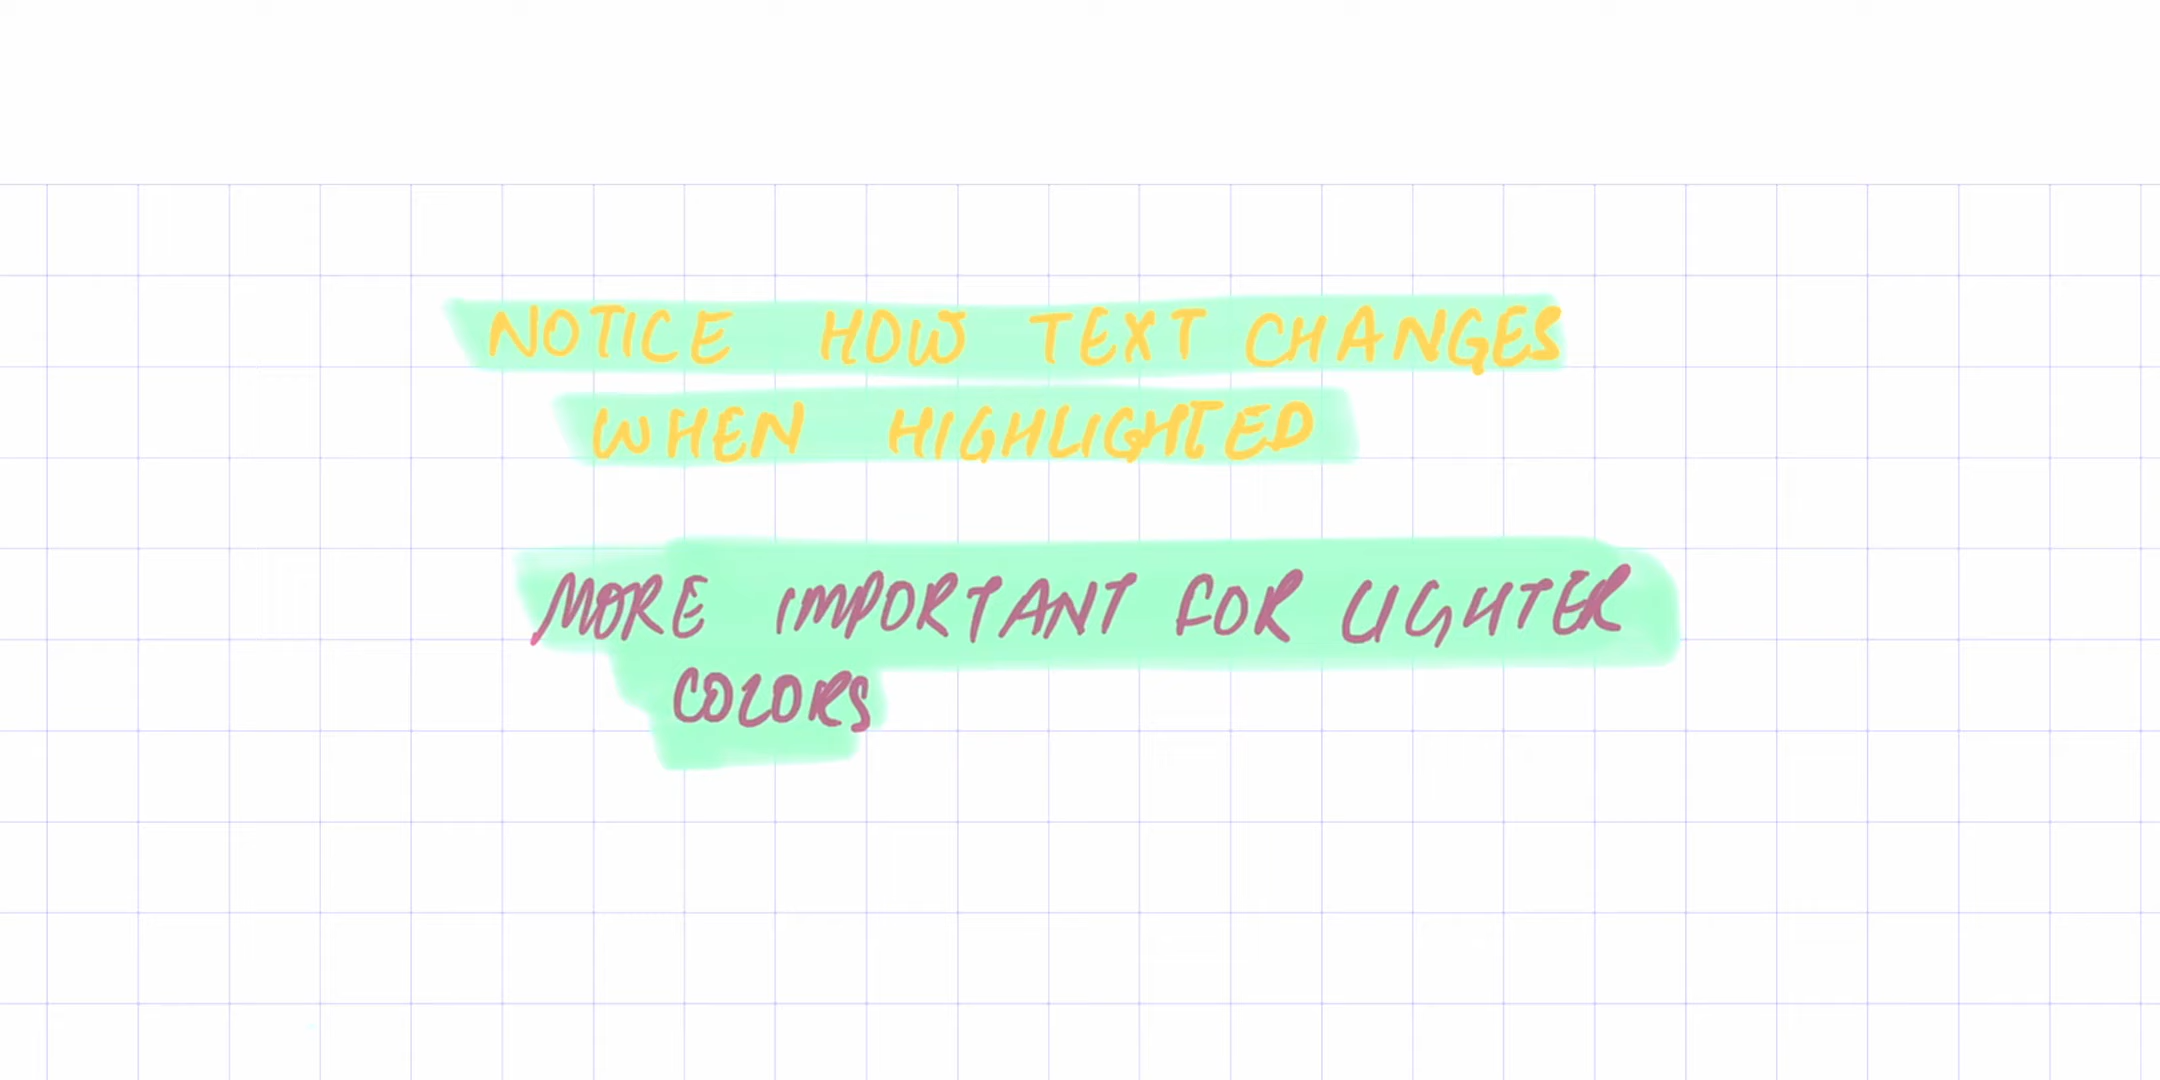 NOTICE HOW TEXT CHANGES
WHEN HIGHLIGHTED
MORE IMPORTANT FOR LIGHTER
COLORS